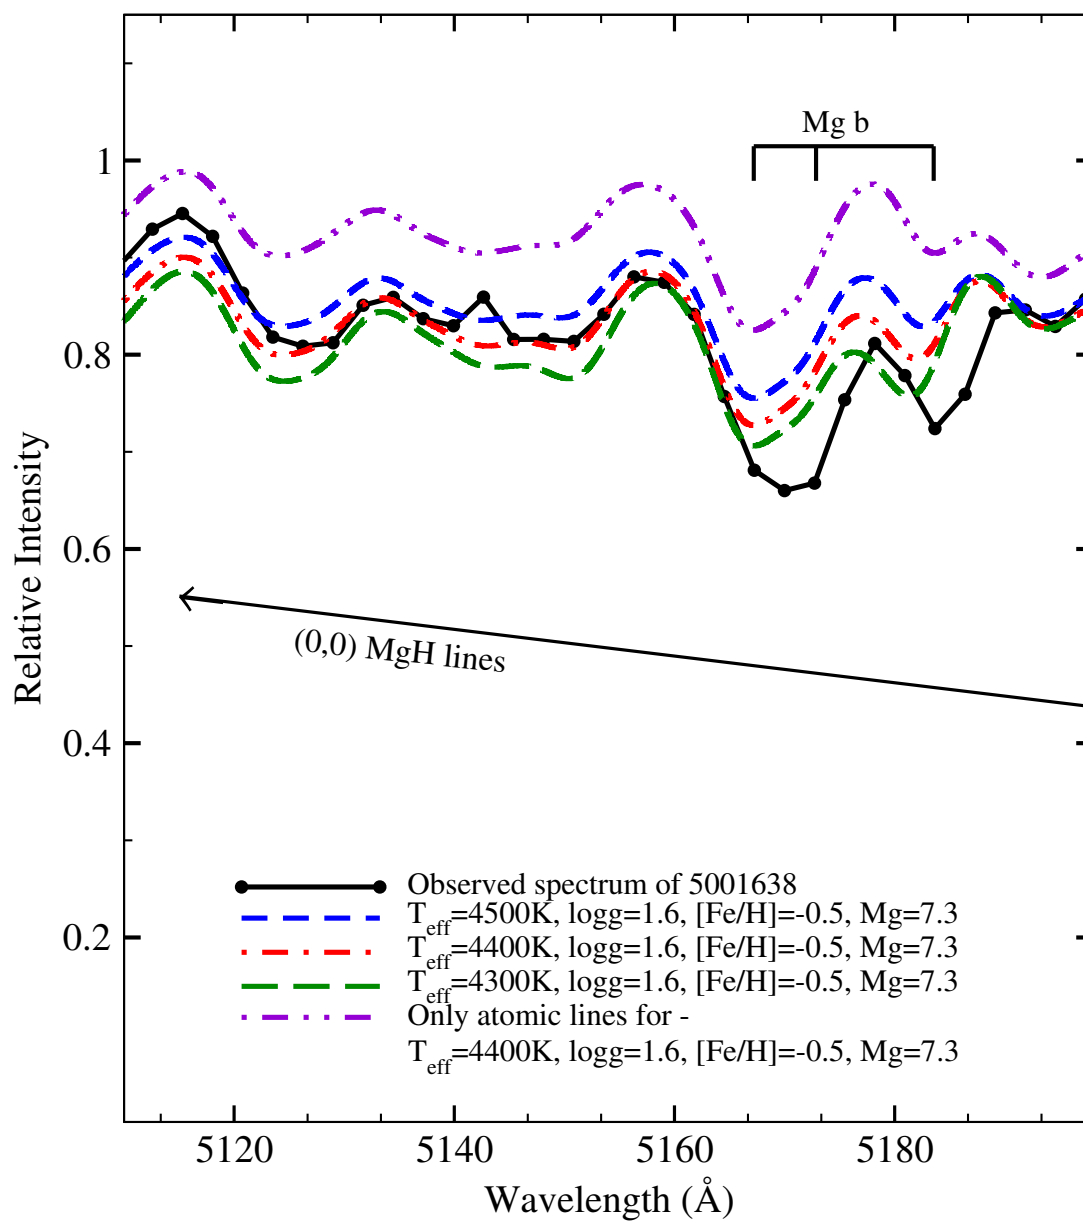 Mg b
1
0.8
0.6
0.4
0.2
Relative Intensity
(0,0) MgH lines
Observed spectrum of 5001638
Teff=4500K, logg=1.6, [Fe/H]=-0.5, Mg=7.3
Teff=4400K, logg=1.6, [Fe/H]=-0.5, Mg=7.3
Teff=4300K, logg=1.6, [Fe/H]=-0.5, Mg=7.3
Only atomic lines for -
Teff=4400K, logg=1.6, [Fe/H]=-0.5, Mg=7.3
5120 5140 5160 5180
Wavelength (Å)